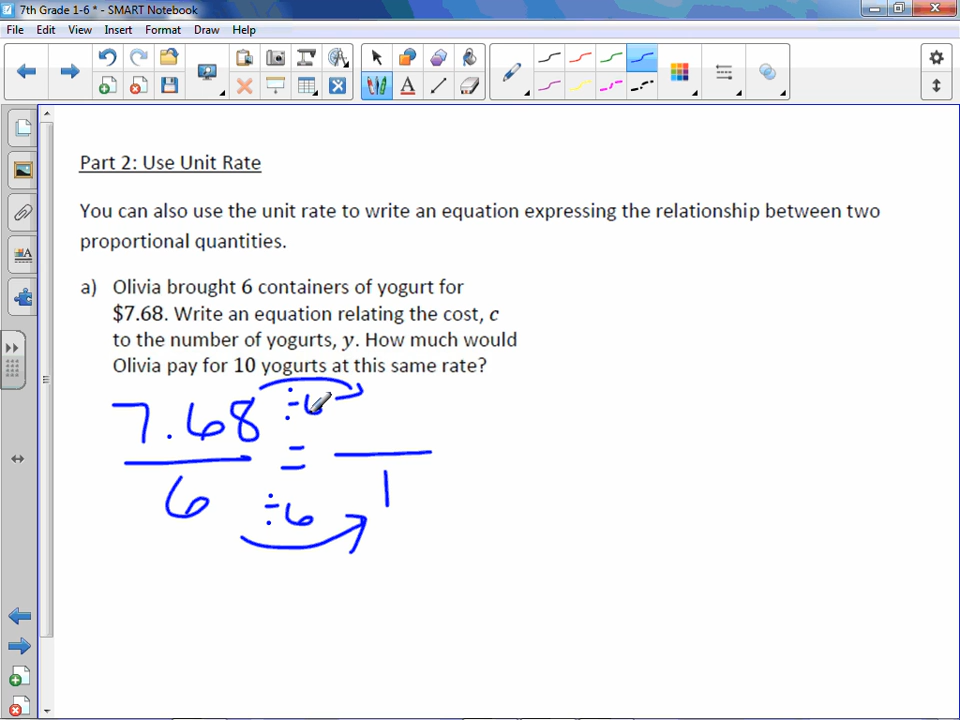 7th Grade 1-6 * - SMART Notebook
File Edit View Insert Format Draw Help
Part 2: Use Unit Rate
You can also use the unit rate to write an equation expressing the relationship between two
proportional quantities.
a) Olivia brought 6 containers of yogurt for
$7.68. Write an equation relating the cost, c
to the number of yogurts, y. How much would
Olivia pay for 10 yogurts at this same rate?
÷6
7.68
=
6 1
÷6